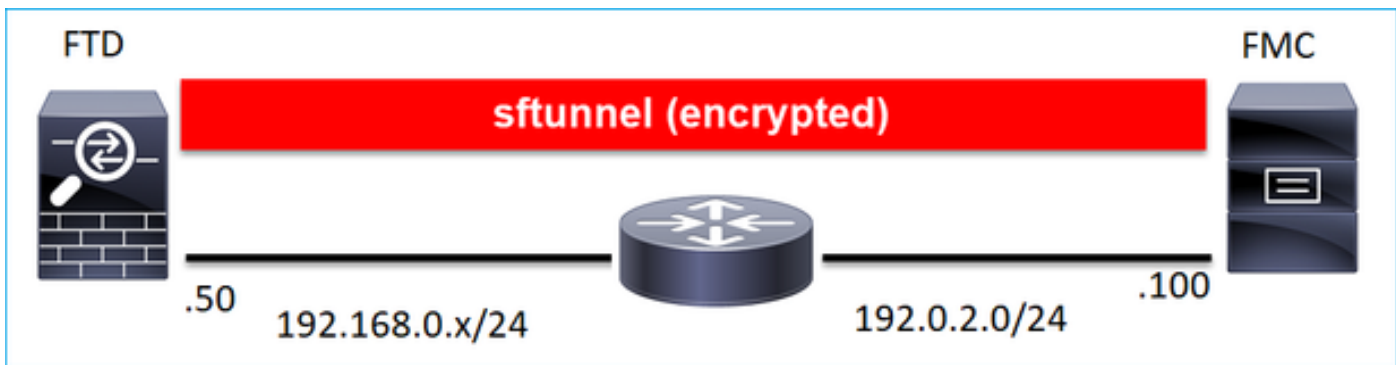 FTD
FMC
sftunnel (encrypted)
.50
.100
192.168.0.x/24
192.0.2.0/24